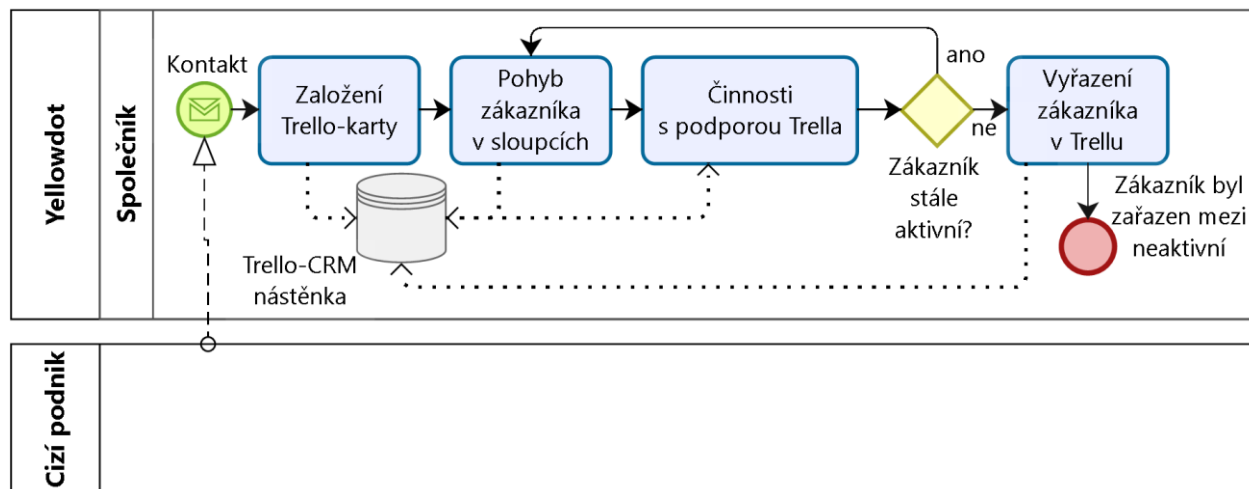 Yellowdot
Společník
Kontakt
Založení
Trello-karty
Pohyb
zákazníka
v sloupcích
Činnosti
s podporou Trella
ano
ne
Zákazník
stále
aktivní?
Vyřazení
zákazníka
v Trellu
Zákazník byl
zařazen mezi
neaktivní
Trello-CRM
nástěnka
Cizí podnik